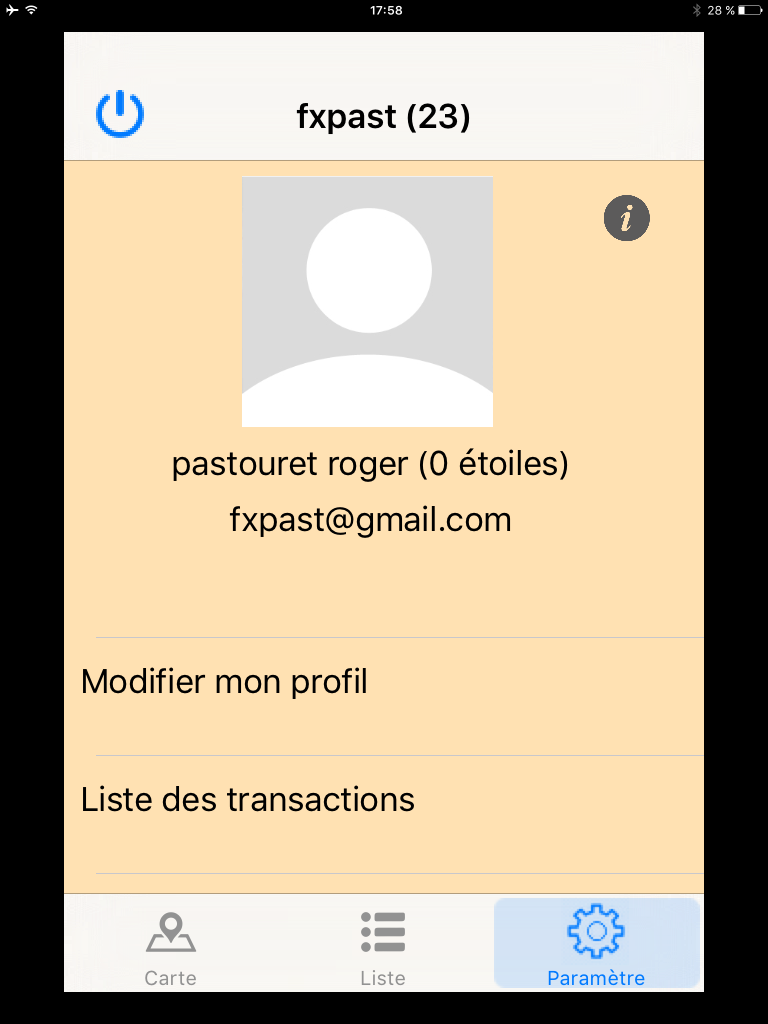 17:58
28 %
fxpast (23)
i
pastouret roger (0 étoiles)
fxpast@gmail.com
Modifier mon profil
Liste des transactions
Carte
Liste
Paramètre